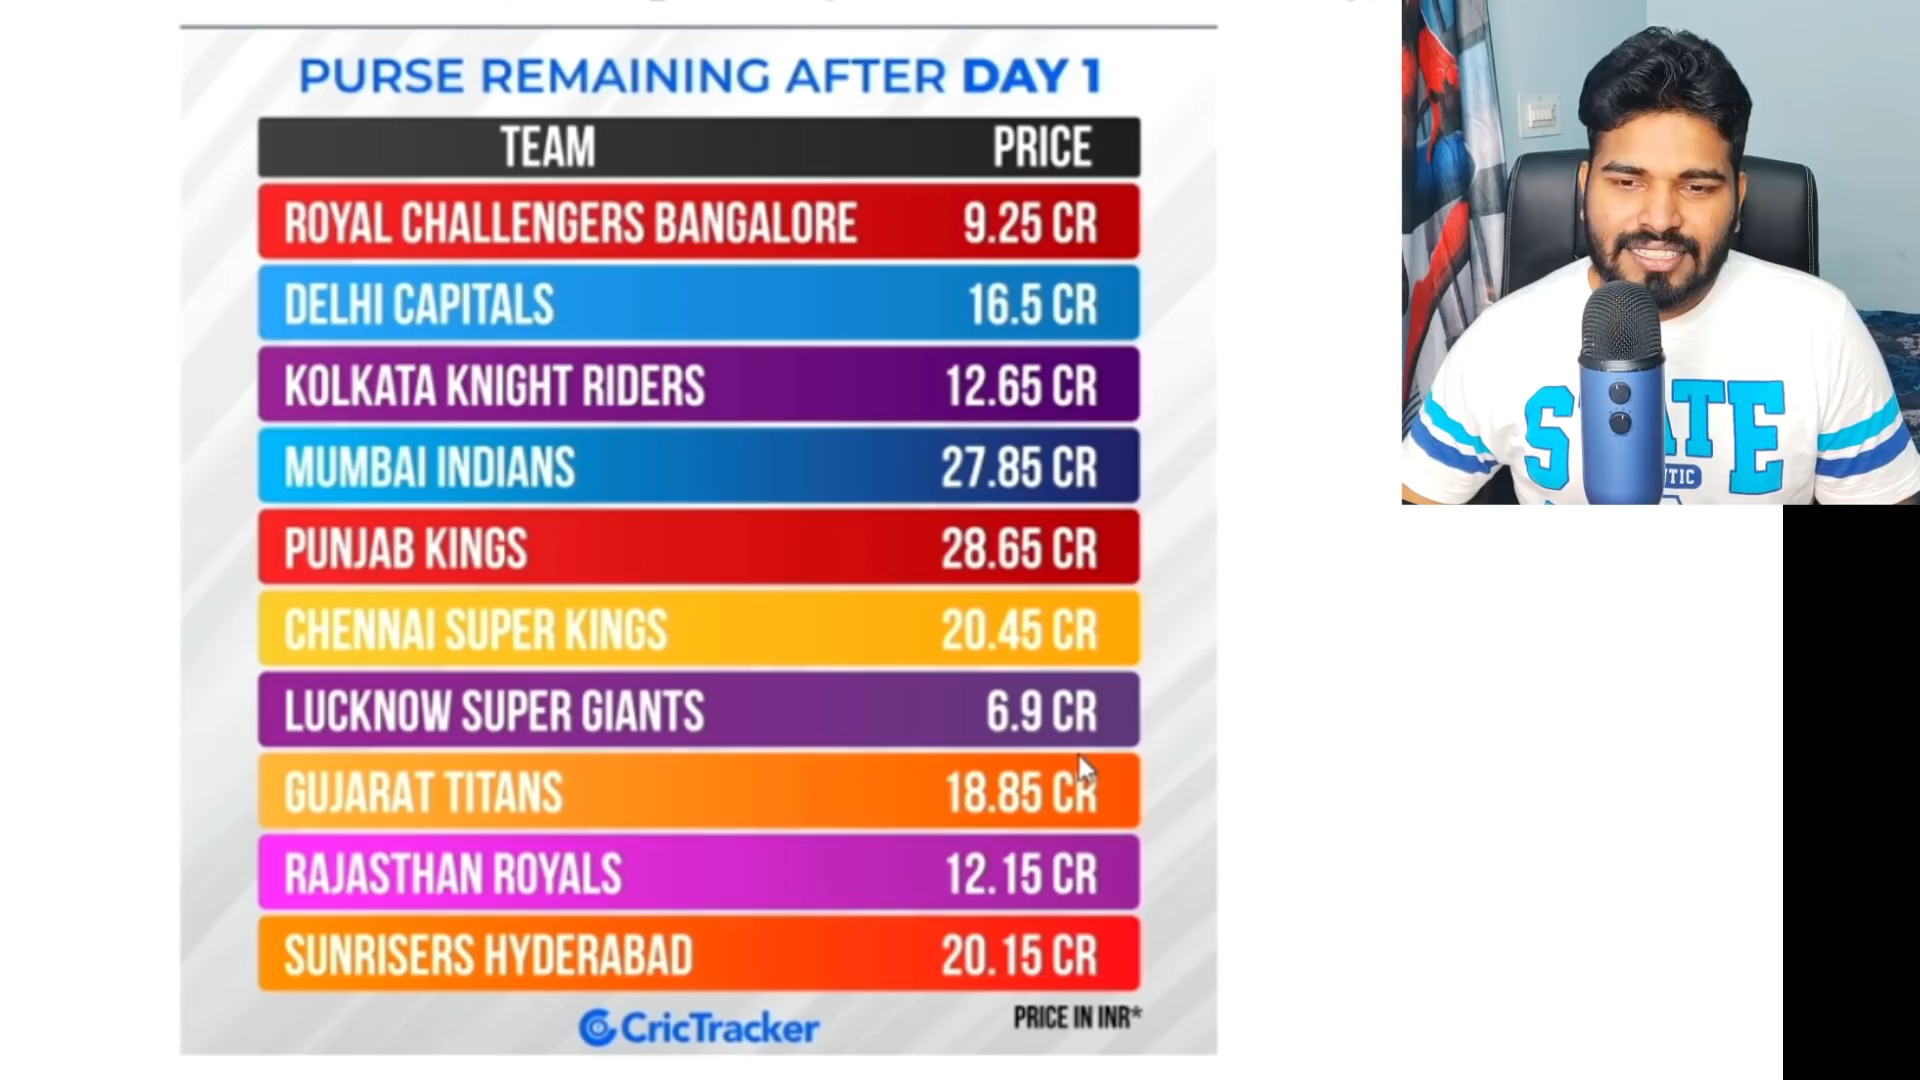 PURSE REMAINING AFTER DAY 1
TEAM PRICE
ROYAL CHALLENGERS BANGALORE 9.25 CR
DELHI CAPITALS 16.5 CR
KOLKATA KNIGHT RIDERS 12.65 CR
MUMBAI INDIANS 27.85 CR
PUNJAB KINGS 28.65 CR
CHENNAI SUPER KINGS 20.45 CR
LUCKNOW SUPER GIANTS 6.9 CR
GUJARAT TITANS 18.85 CR
RAJASTHAN ROYALS 12.15 CR
SUNRISERS HYDERABAD 20.15 CR
CricTracker
PRICE IN INR*